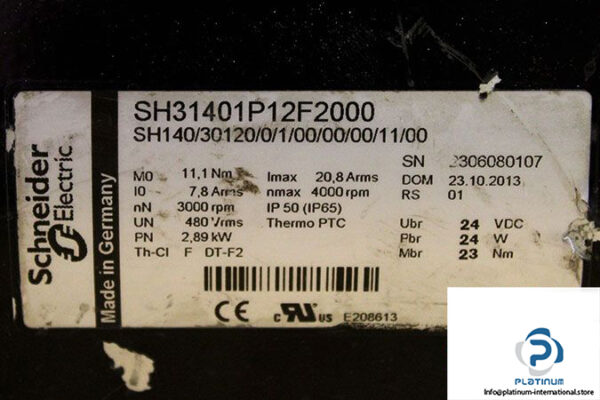 Schneider
Electric
Made in Germany
SH31401P12F2000
SH140/30120/0/1/00/00/00/11/00
SN 2306080107
M0 11,1 Nm Imax 20,8 Arms DOM 23.10.2013
I0 7,8 Arms nmax 4000 rpm RS 01
nN 3000 rpm IP 50 (IP65)
UN 480 Vrms Thermo PTC Ubr 24 VDC
PN 2,89 kW Pbr 24 W
Th-Cl F DT-F2 Mbr 23 Nm
CE c RU US E208613
PLATINUM
http://platinum-international.store